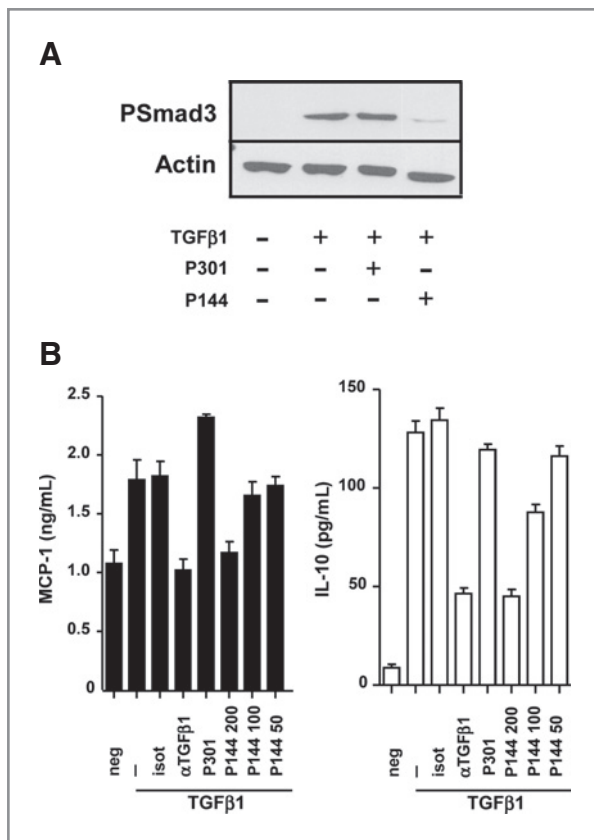 A
PSmad3
Actin
TGFβ1 – + + +
P301 – – + –
P144 – – – +
B
MCP-1 (ng/mL)
2.5
2.0
1.5
1.0
0.5
0
neg
–
isot
αTGFβ1
P301
P144 200
P144 100
P144 50
TGFβ1
IL-10 (pg/mL)
150
100
50
0
neg
–
isot
αTGFβ1
P301
P144 200
P144 100
P144 50
TGFβ1